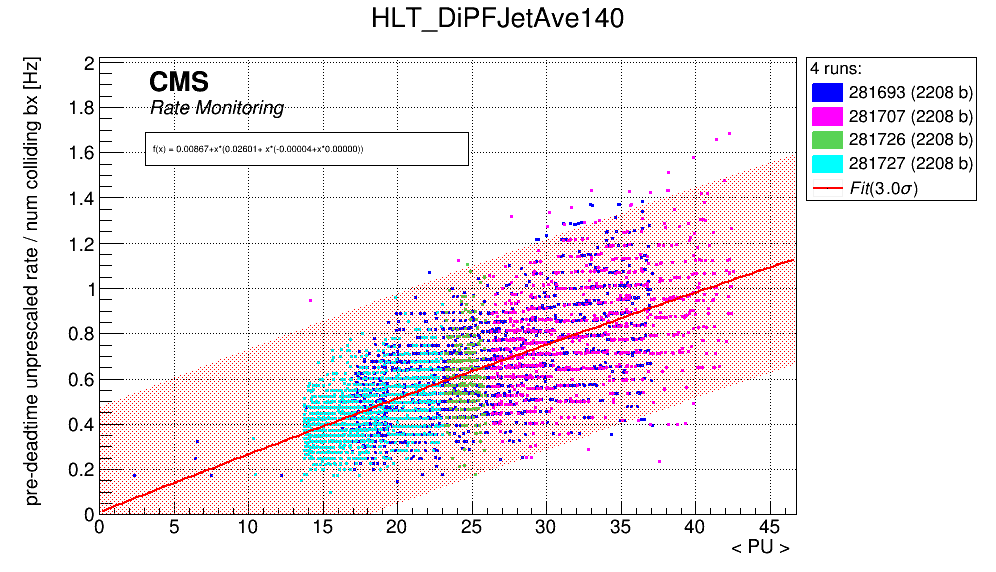 HLT_DiPFJetAve140
pre-deadtime unprescaled rate / num colliding bx [Hz]
2
1.8
1.6
1.4
1.2
1
0.8
0.6
0.4
0.2
0
CMS
Rate Monitoring
f(x) = 0.00867+x*(0.02601+ x*(-0.00004+x*0.00000))
0 5 10 15 20 25 30 35 40 45
< PU >
4 runs:
281693 (2208 b)
281707 (2208 b)
281726 (2208 b)
281727 (2208 b)
Fit(3.0σ)